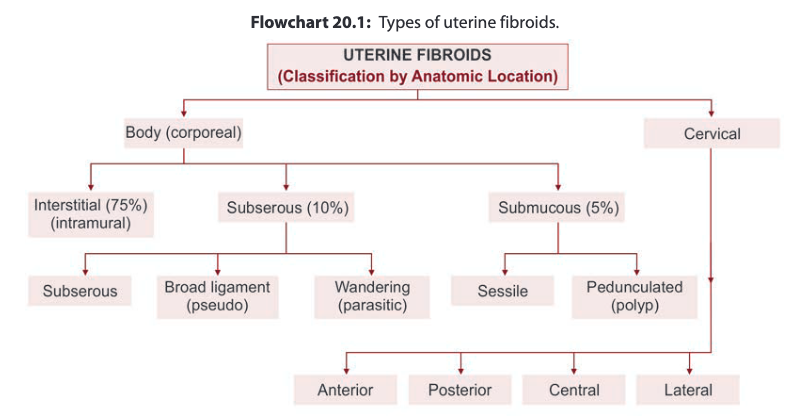 Flowchart 20.1: Types of uterine fibroids.
UTERINE FIBROIDS
(Classification by Anatomic Location)
Body (corporeal)
Cervical
Interstitial (75%)
(intramural)
Subserous (10%)
Submucous (5%)
Subserous
Broad ligament
(pseudo)
Wandering
(parasitic)
Sessile
Pedunculated
(polyp)
Anterior
Posterior
Central
Lateral